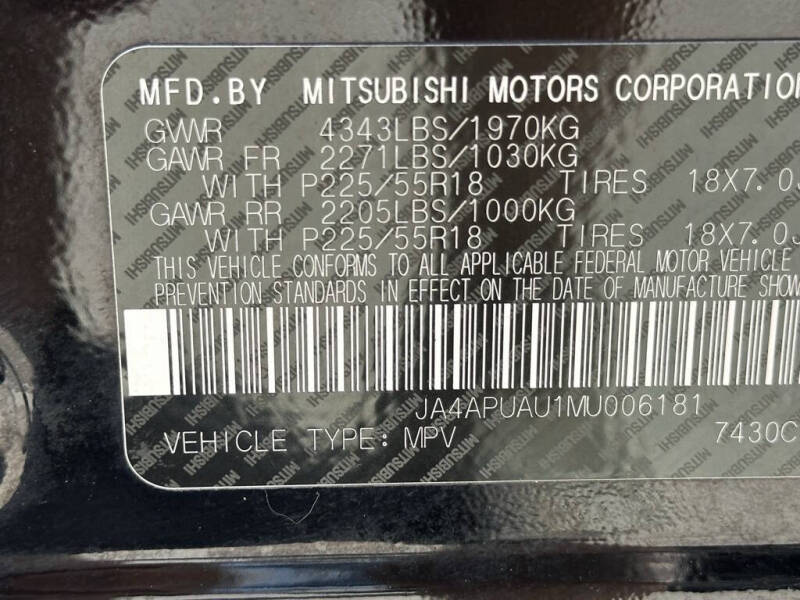 MFD.BY MITSUBISHI MOTORS CORPORATION
GVWR 4343LBS/1970KG
GAWR FR 2271LBS/1030KG
WITH P225/55R18 TIRES 18X7.0J
GAWR RR 2205LBS/1000KG
WITH P225/55R18 TIRES 18X7.0J
THIS VEHICLE CONFORMS TO ALL APPLICABLE FEDERAL MOTOR VEHICLE
PREVENTION STANDARDS IN EFFECT ON THE DATE OF MANUFACTURE SHOW
JA4APUAU1MU006181
VEHICLE TYPE: MPV 7430C